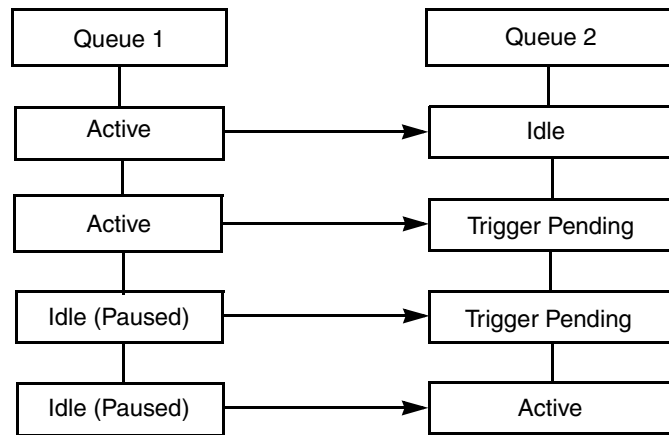 Queue 1
Queue 2
Active
Idle
Active
Trigger Pending
Idle (Paused)
Trigger Pending
Idle (Paused)
Active